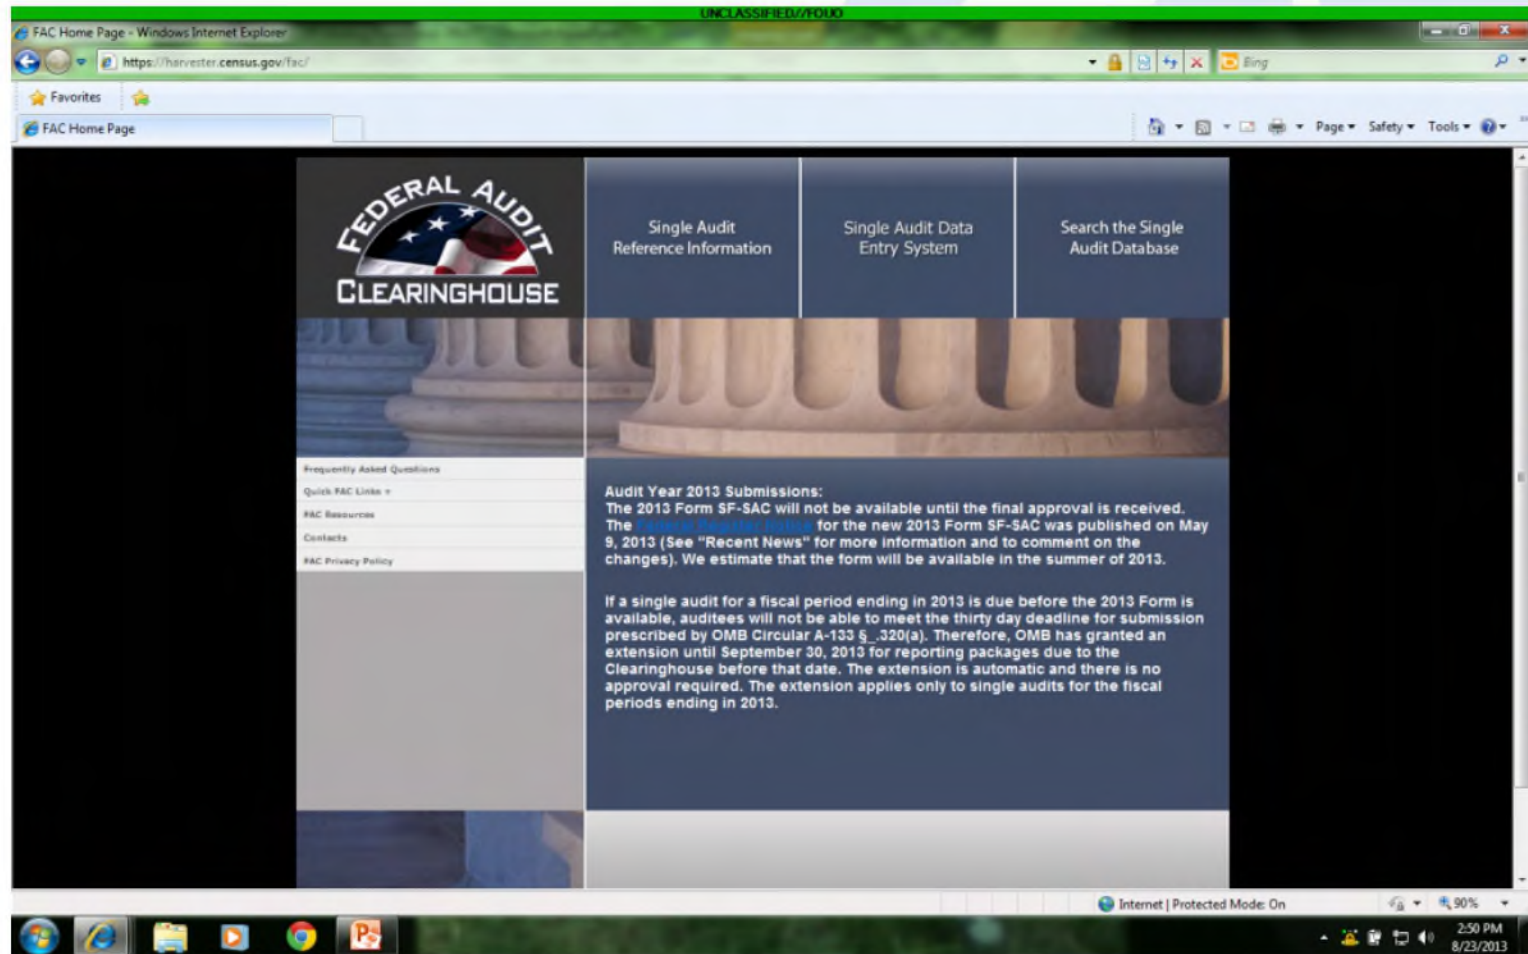 UNCLASSIFIED//FOUO
FAC Home Page - Windows Internet Explorer
https://harvester.census.gov/fac/
Bing
Favorites
FAC Home Page
Page
Safety
Tools
FEDERAL AUDIT
CLEARINGHOUSE
Single Audit
Reference Information
Single Audit Data
Entry System
Search the Single
Audit Database
Frequently Asked Questions
Quick FAC Links
FAC Resources
Contacts
FAC Privacy Policy
Audit Year 2013 Submissions:
The 2013 Form SF-SAC will not be available until the final approval is received.
The Federal Register Notice for the new 2013 Form SF-SAC was published on May
9, 2013 (See "Recent News" for more information and to comment on the
changes). We estimate that the form will be available in the summer of 2013.
If a single audit for a fiscal period ending in 2013 is due before the 2013 Form is
available, auditees will not be able to meet the thirty day deadline for submission
prescribed by OMB Circular A-133 §_.320(a). Therefore, OMB has granted an
extension until September 30, 2013 for reporting packages due to the
Clearinghouse before that date. The extension is automatic and there is no
approval required. The extension applies only to single audits for the fiscal
periods ending in 2013.
Internet | Protected Mode: On
90%
2:50 PM
8/23/2013